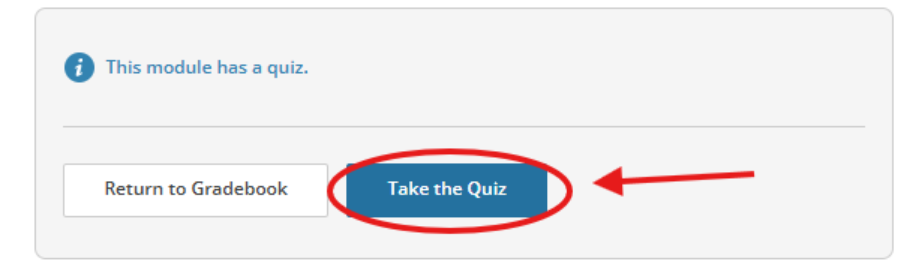 This module has a quiz.
Return to Gradebook
Take the Quiz